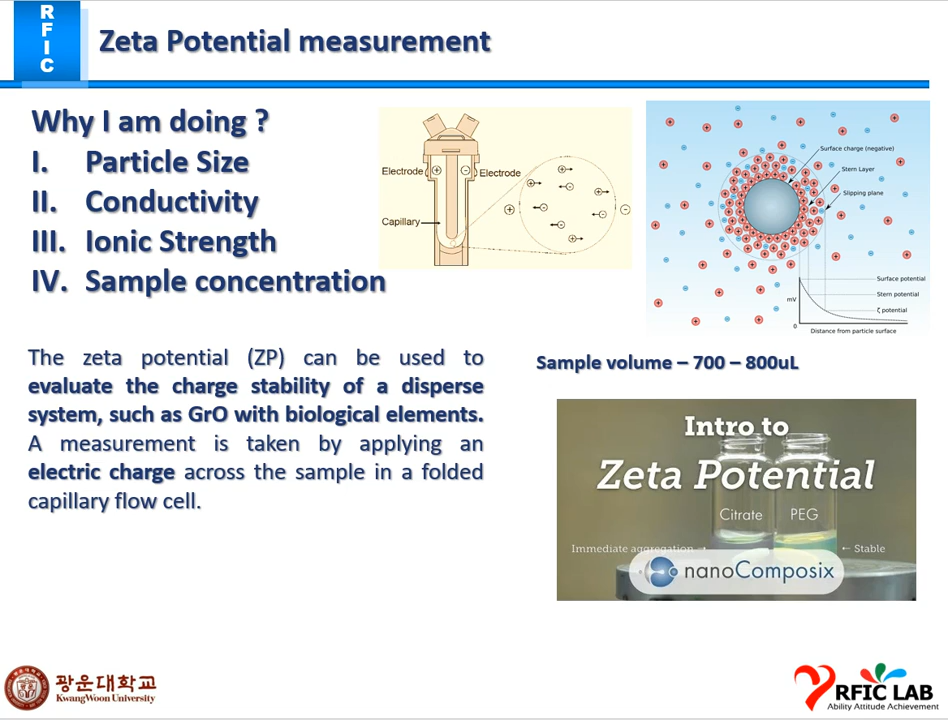 R
F
I
C
Zeta Potential measurement
Why I am doing ?
I. Particle Size
II. Conductivity
III. Ionic Strength
IV. Sample concentration
Electrode
Electrode
Capillary
Surface charge (negative)
Stern Layer
Slipping plane
mV
0
Surface potential
Stern potential
ζ potential
Distance from particle surface
The zeta potential (ZP) can be used to
evaluate the charge stability of a disperse
system, such as GrO with biological elements.
A measurement is taken by applying an
electric charge across the sample in a folded
capillary flow cell.
Sample volume – 700 – 800uL
Intro to
Zeta Potential
Citrate PEG
Immediate aggregation →
← Stable
nanoComposix
광운대학교
KwangWoon University
RFIC LAB
Ability Attitude Achievement